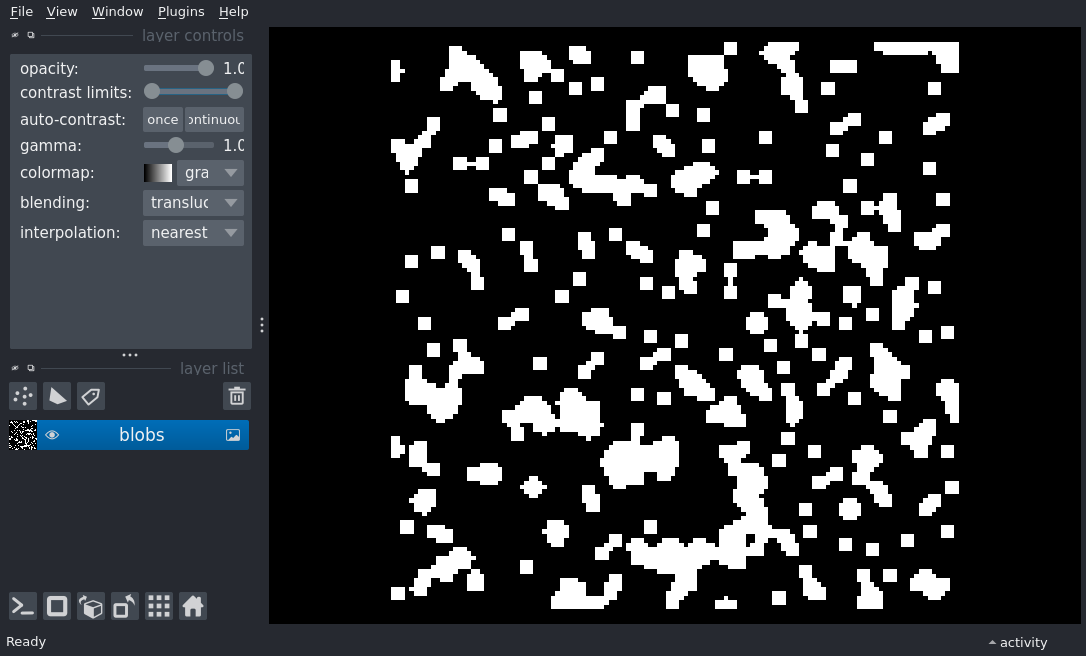 File View Window Plugins Help
layer controls
opacity: 1.0
contrast limits:
auto-contrast: once ontinuou
gamma: 1.0
colormap: gra
blending: transluc
interpolation: nearest
layer list
blobs
Ready activity